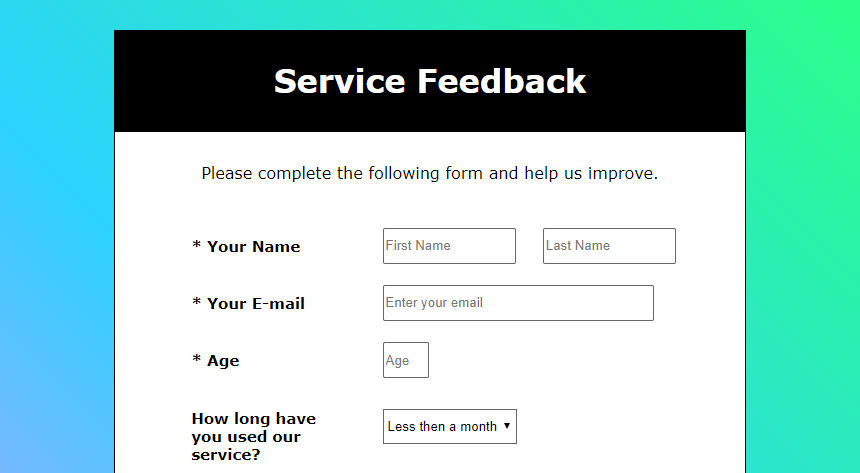 Service Feedback
Please complete the following form and help us improve.
* Your Name
First Name
Last Name
* Your E-mail
Enter your email
* Age
Age
How long have
you used our
service?
Less then a month